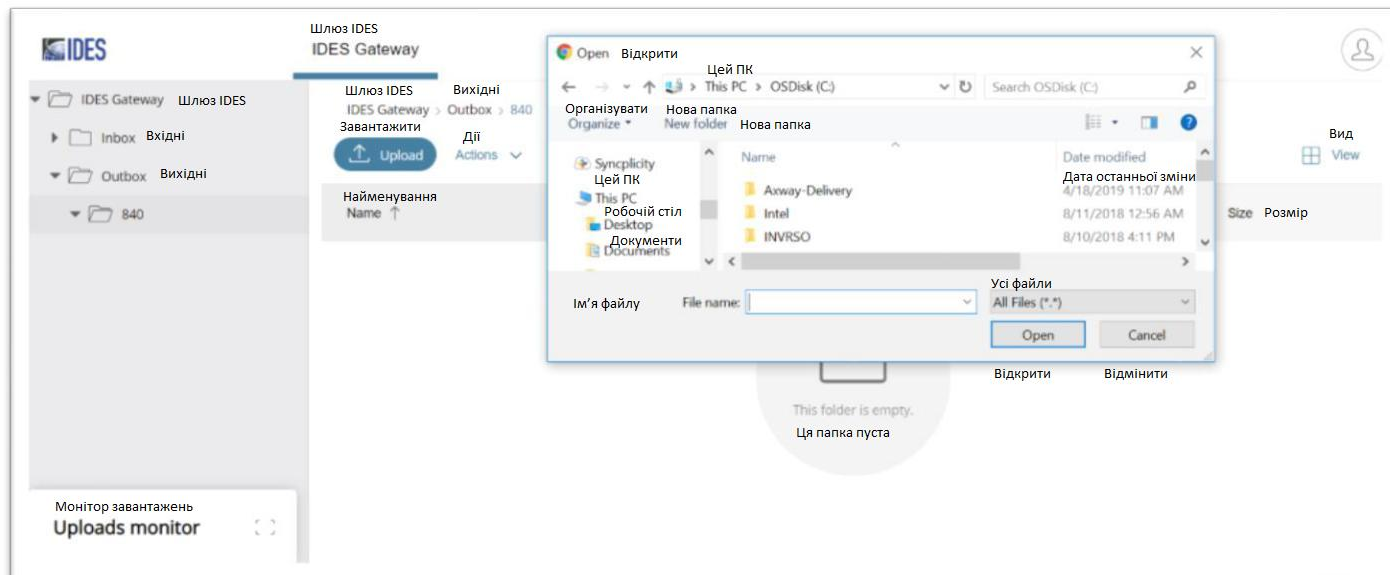 IDES
Шлюз IDES
IDES Gateway
IDES Gateway Шлюз IDES
Inbox Вхідні
Outbox Вихідні
840
Шлюз IDES Вихідні
IDES Gateway > Outbox > 840
Завантажити Дії
Upload Actions
Найменування
Name ↑
Open Відкрити
Цей ПК
This PC > OSDisk (C:)
Search OSDisk (C:)
Організувати Нова папка
Organize New folder Нова папка
Syncplicity
Цей ПК
This PC
Робочій стіл
Desktop
Документи
Documents
Name Date modified
Дата останньої зміни
Axway-Delivery 4/18/2019 11:07 AM
Intel 8/11/2018 12:56 AM
INVRSO 8/10/2018 4:11 PM
Усі файли
Ім’я файлу File name: All Files (*.*)
Open Cancel
Відкрити Відмінити
Вид
View
Size Розмір
This folder is empty.
Ця папка пуста
Монітор завантажень
Uploads monitor